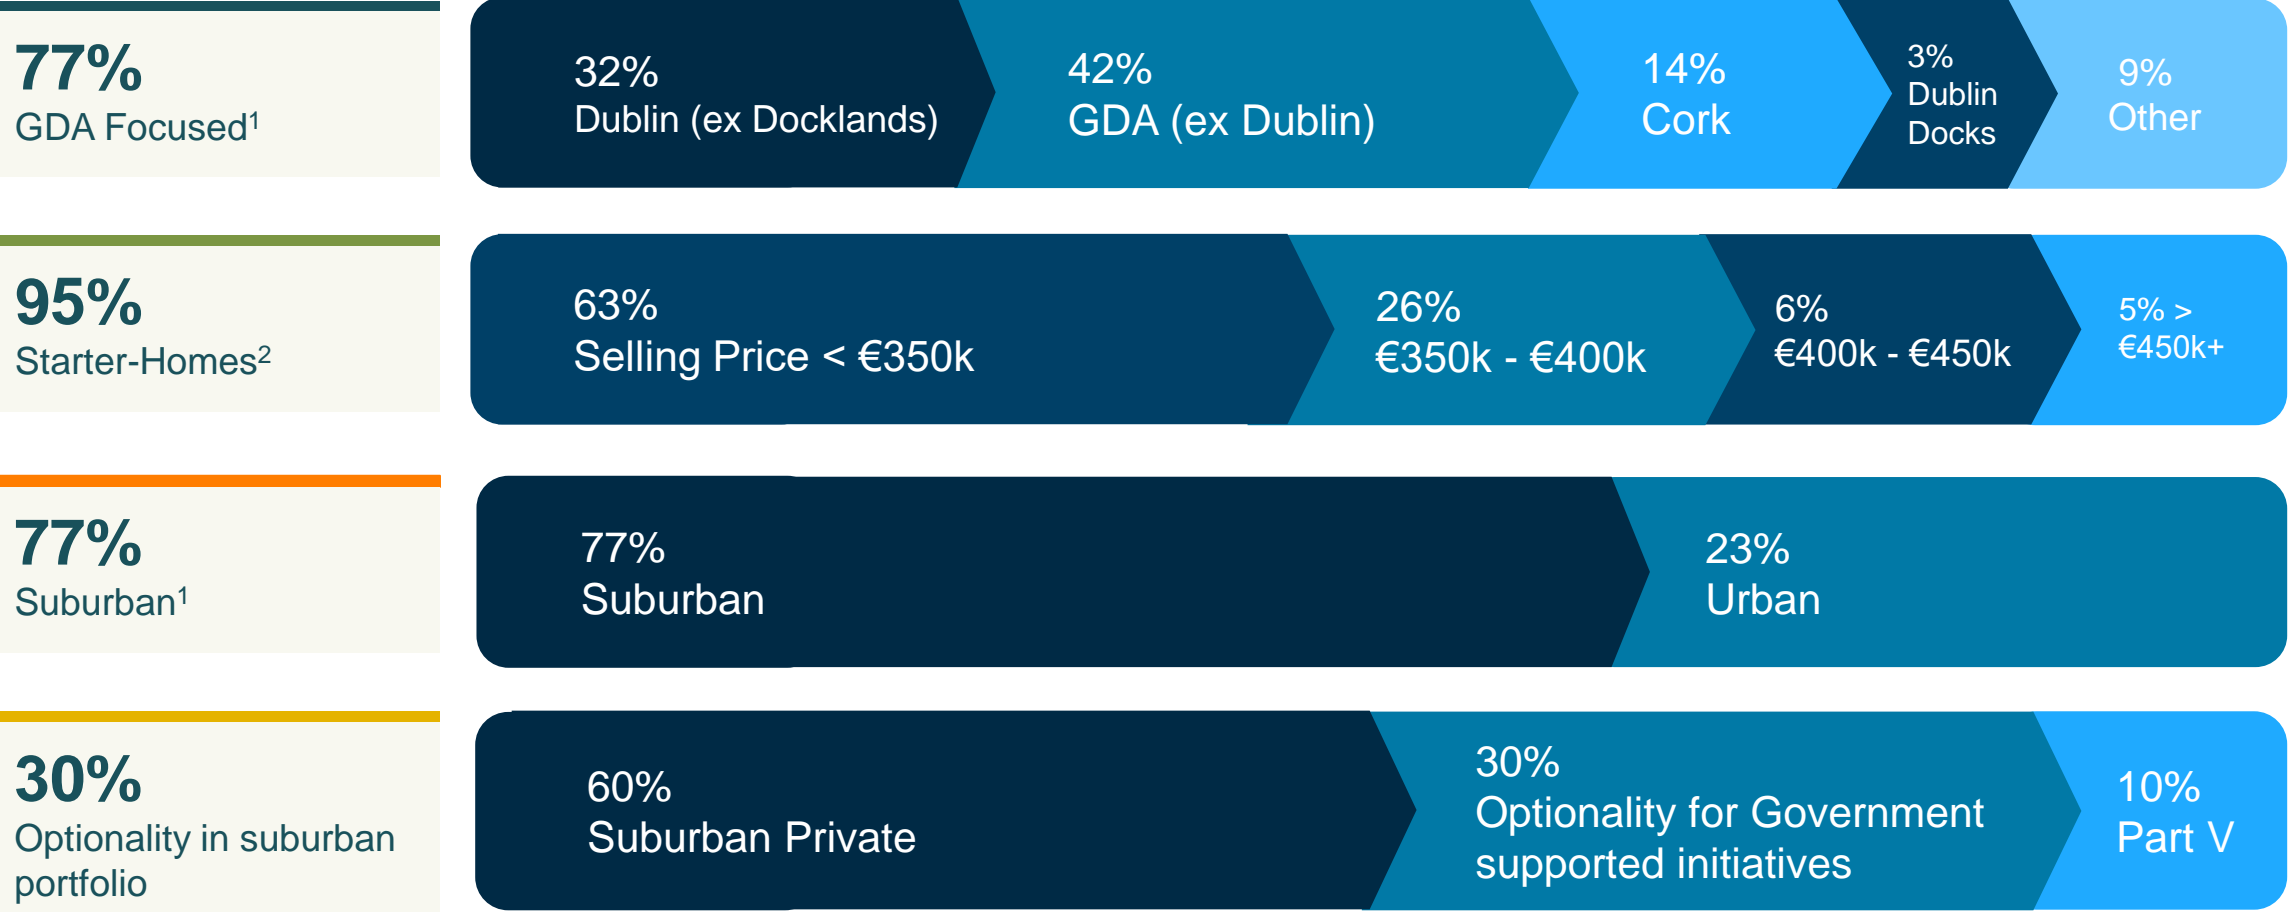 77%
GDA Focused¹
32%
Dublin (ex Docklands)
42%
GDA (ex Dublin)
14%
Cork
3%
Dublin
Docks
9%
Other
95%
Starter-Homes²
63%
Selling Price < €350k
26%
€350k - €400k
6%
€400k - €450k
5% >
€450k+
77%
Suburban¹
77%
Suburban
23%
Urban
30%
Optionality in suburban
portfolio
60%
Suburban Private
30%
Optionality for Government
supported initiatives
10%
Part V